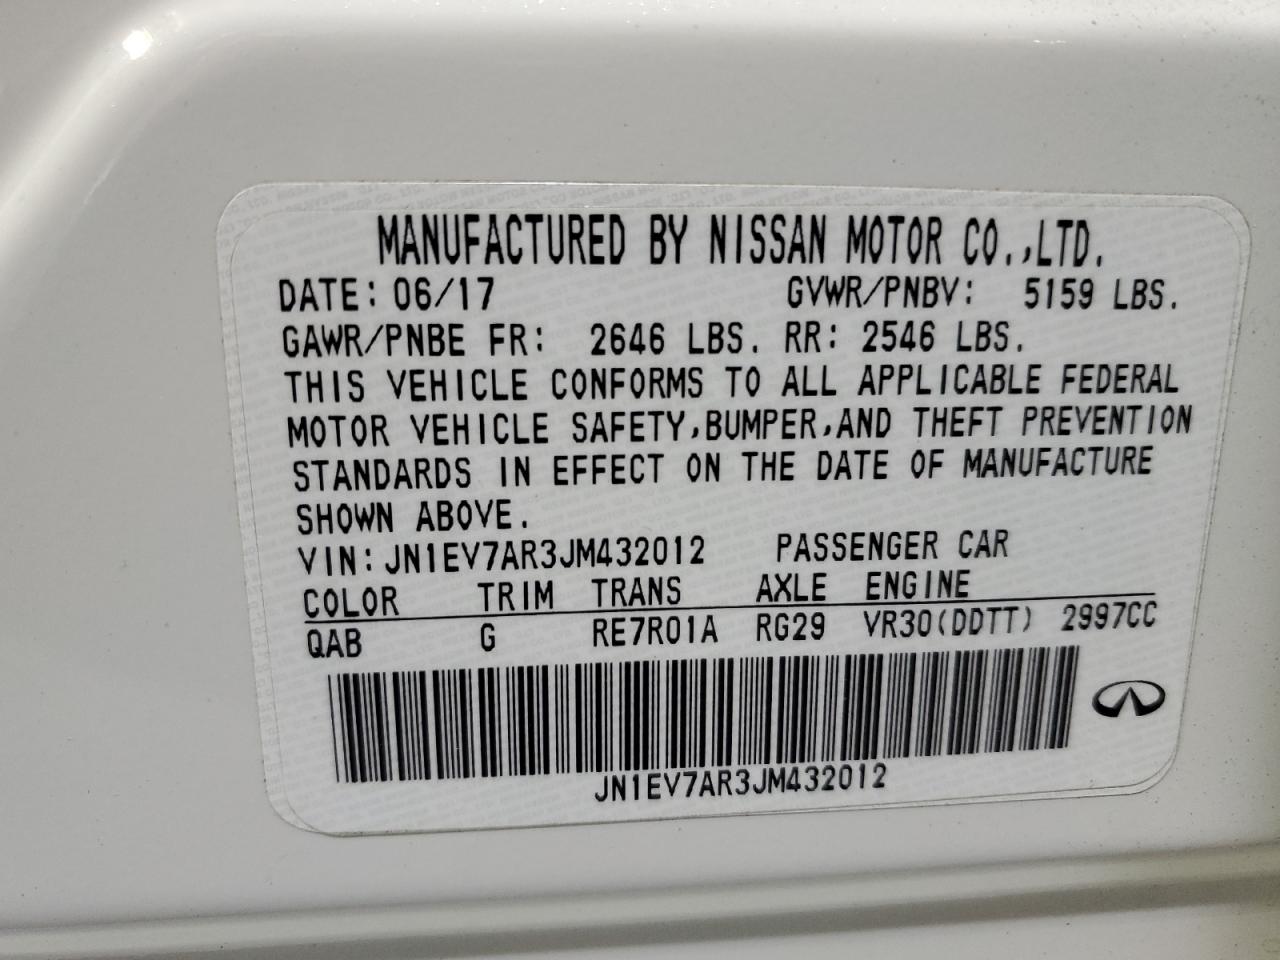 MANUFACTURED BY NISSAN MOTOR CO.,LTD.
DATE: 06/17 GVWR/PNBV: 5159 LBS.
GAWR/PNBE FR: 2646 LBS. RR: 2546 LBS.
THIS VEHICLE CONFORMS TO ALL APPLICABLE FEDERAL
MOTOR VEHICLE SAFETY,BUMPER,AND THEFT PREVENTION
STANDARDS IN EFFECT ON THE DATE OF MANUFACTURE
SHOWN ABOVE.
VIN:JN1EV7AR3JM432012 PASSENGER CAR
COLOR TRIM TRANS AXLE ENGINE
QAB G RE7R01A RG29 VR30(DDTT) 2997CC
JN1EV7AR3JM432012